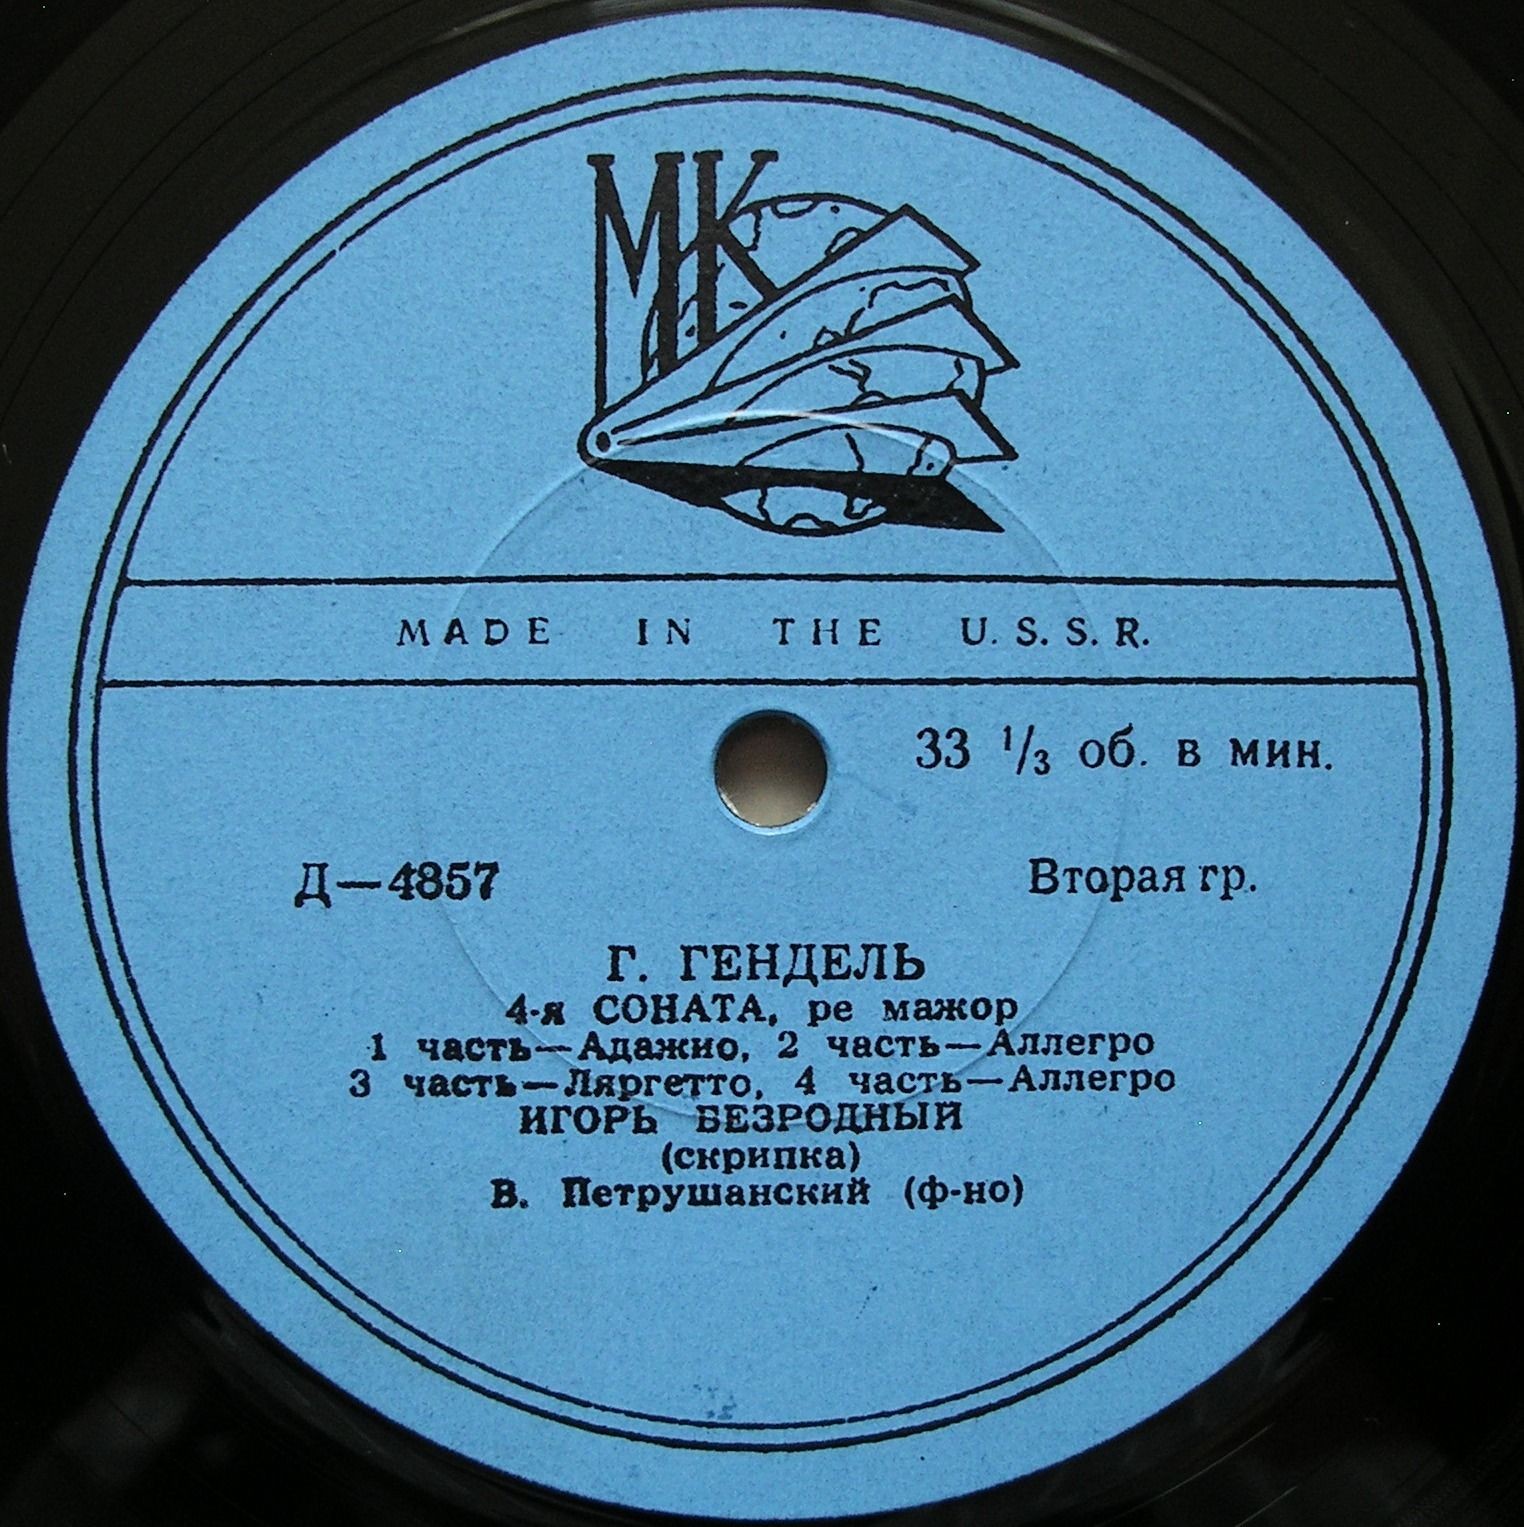 МК
MADE IN THE U.S.S.R.
33 1/3 об. в мин.
Д—4857 Вторая гр.
Г. ГЕНДЕЛЬ
4-я СОНАТА, ре мажор
1 часть—Адажио, 2 часть—Аллегро
3 часть—Ляргетто, 4 часть—Аллегро
ИГОРЬ БЕЗРОДНЫЙ
(скрипка)
В. Петрушанский (ф-но)